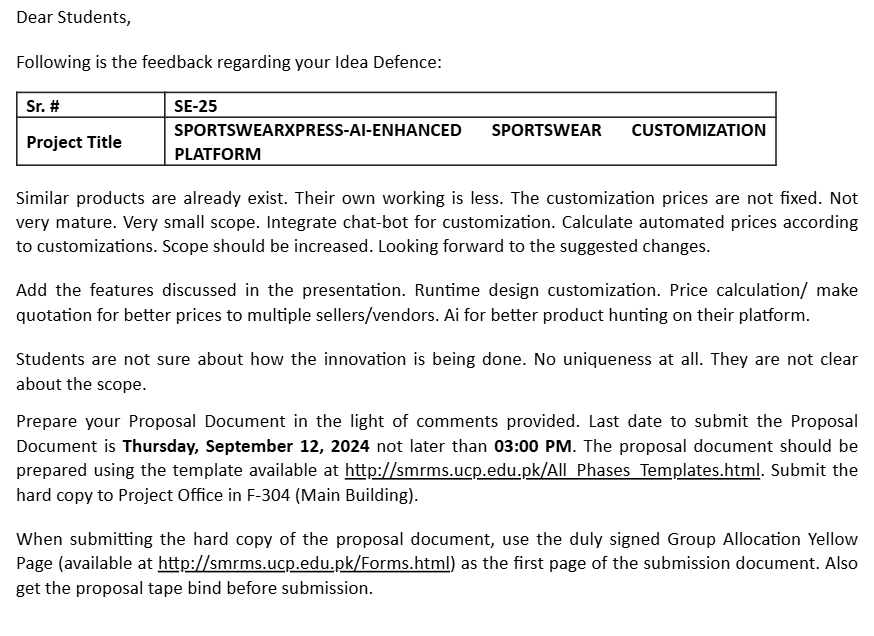 Dear Students,
Following is the feedback regarding your Idea Defence:
Sr. # SE-25
Project Title SPORTSWEARXPRESS-AI-ENHANCED SPORTSWEAR CUSTOMIZATION
PLATFORM
Similar products are already exist. Their own working is less. The customization prices are not fixed. Not
very mature. Very small scope. Integrate chat-bot for customization. Calculate automated prices according
to customizations. Scope should be increased. Looking forward to the suggested changes.
Add the features discussed in the presentation. Runtime design customization. Price calculation/ make
quotation for better prices to multiple sellers/vendors. Ai for better product hunting on their platform.
Students are not sure about how the innovation is being done. No uniqueness at all. They are not clear
about the scope.
Prepare your Proposal Document in the light of comments provided. Last date to submit the Proposal
Document is Thursday, September 12, 2024 not later than 03:00 PM. The proposal document should be
prepared using the template available at http://smrms.ucp.edu.pk/All_Phases_Templates.html. Submit the
hard copy to Project Office in F-304 (Main Building).
When submitting the hard copy of the proposal document, use the duly signed Group Allocation Yellow
Page (available at http://smrms.ucp.edu.pk/Forms.html) as the first page of the submission document. Also
get the proposal tape bind before submission.